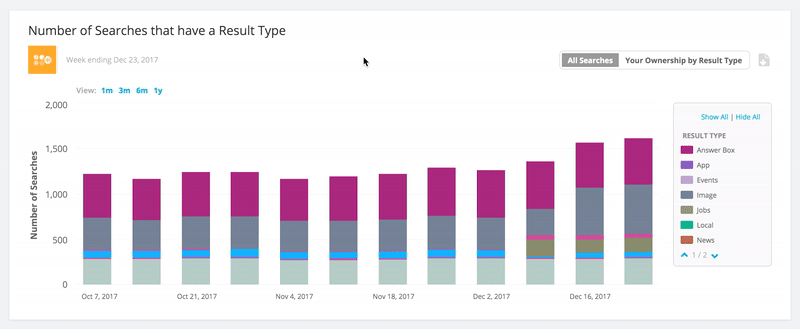 Number of Searches that have a Result Type
Week ending Dec 23, 2017
All Searches Your Ownership by Result Type
View: 1m 3m 6m 1y
Show All | Hide All
RESULT TYPE
Answer Box
App
Events
Image
Jobs
Local
News
1 / 2
Number of Searches
2,000
1,500
1,000
500
0
Oct 7, 2017 Oct 21, 2017 Nov 4, 2017 Nov 18, 2017 Dec 2, 2017 Dec 16, 2017